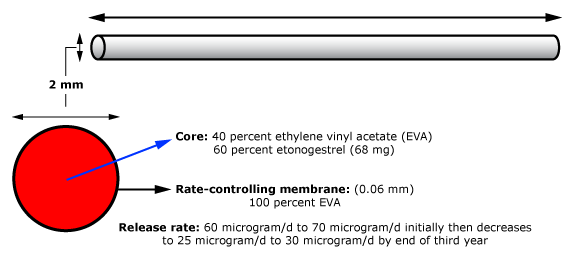 2 mm
Core: 40 percent ethylene vinyl acetate (EVA)
60 percent etonogestrel (68 mg)
Rate-controlling membrane: (0.06 mm)
100 percent EVA
Release rate: 60 microgram/d to 70 microgram/d initially then decreases
to 25 microgram/d to 30 microgram/d by end of third year